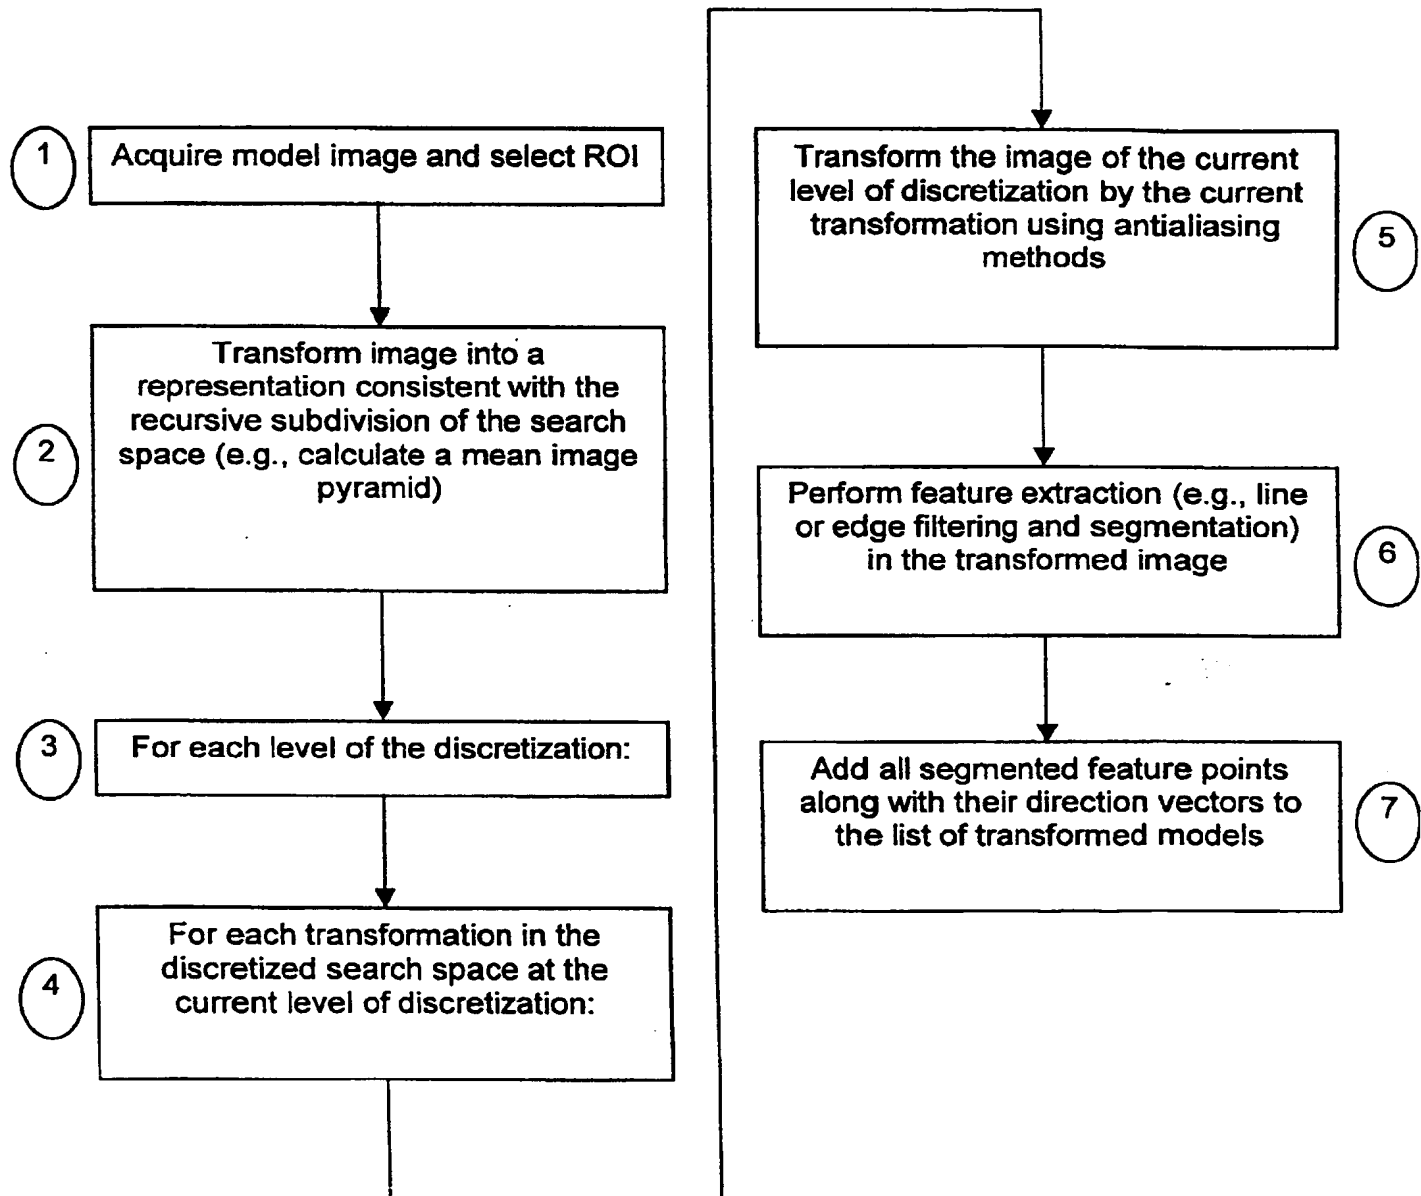 1
Acquire model image and select ROI
2
Transform image into a
representation consistent with the
recursive subdivision of the search
space (e.g., calculate a mean image
pyramid)
3
For each level of the discretization:
4
For each transformation in the
discretized search space at the
current level of discretization:
Transform the image of the current
level of discretization by the current
transformation using antialiasing
methods
5
Perform feature extraction (e.g., line
or edge filtering and segmentation)
in the transformed image
6
Add all segmented feature points
along with their direction vectors to
the list of transformed models
7